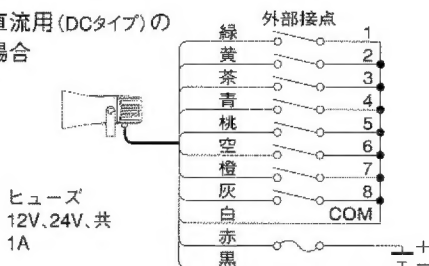 直流用(DCタイプ)の
場合
外部接点
緑 1
黄 2
茶 3
青 4
桃 5
空 6
橙 7
灰 8
白 COM
赤 +
黒 −
ヒューズ
12V、24V、共
1A